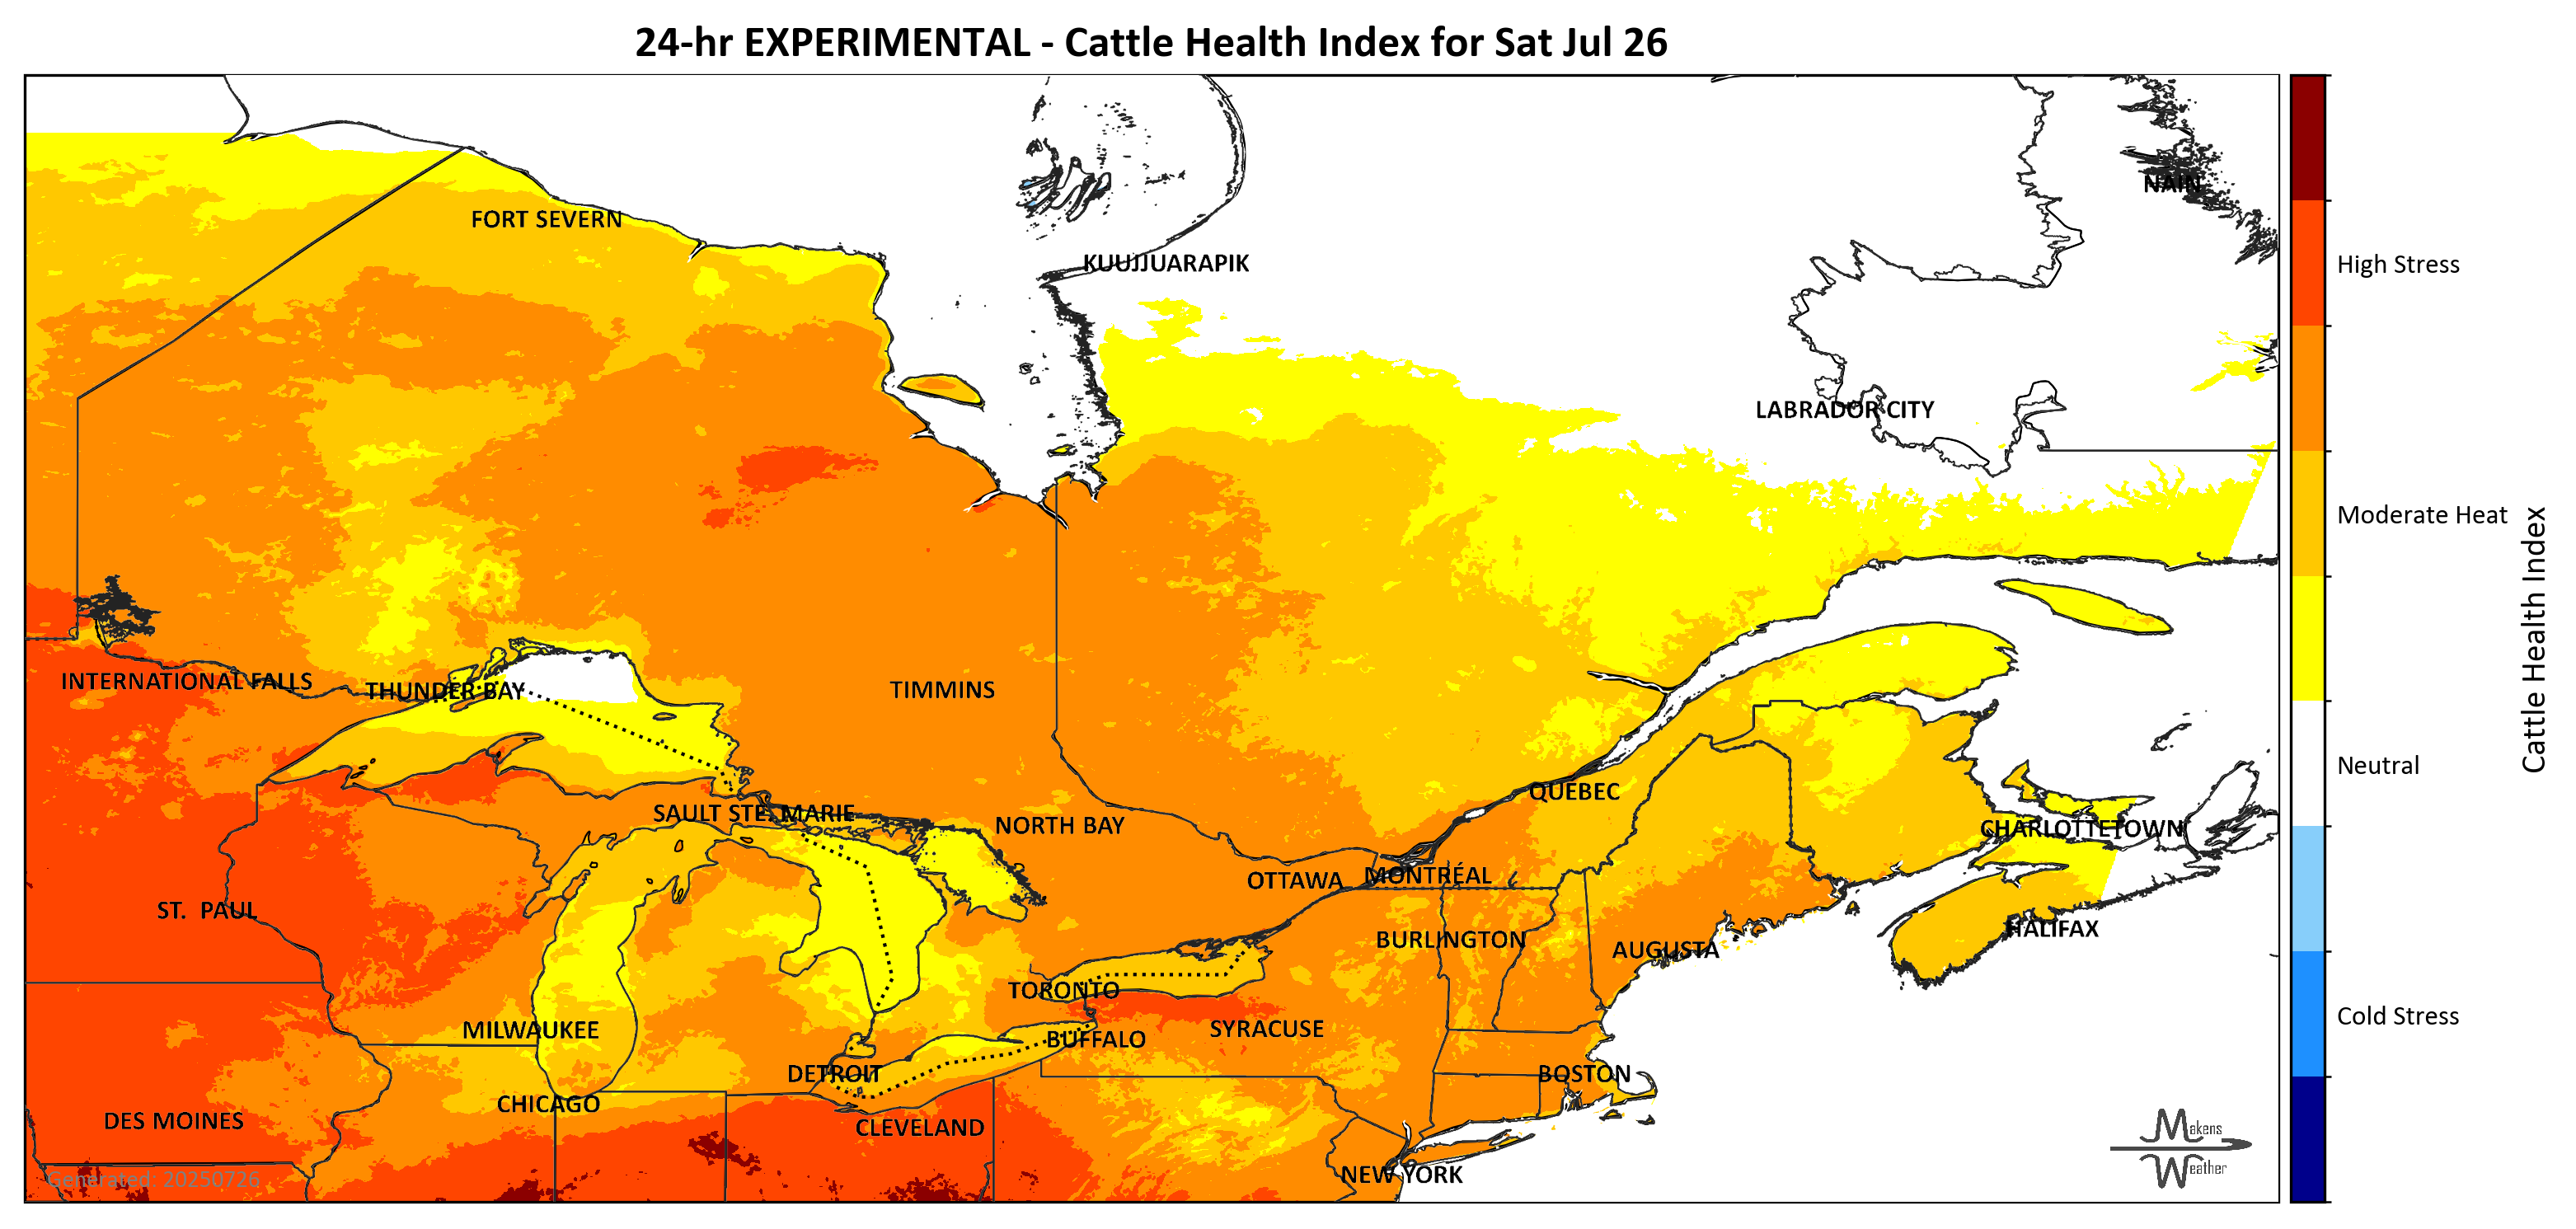 24-hr EXPERIMENTAL - Cattle Health Index for Sat Jul 26
NAIN
FORT SEVERN
KUUJJUARAPIK
High Stress
LABRADOR CITY
Moderate Heat
Cattle Health Index
INTERNATIONAL FALLS
THUNDER BAY
TIMMINS
Neutral
QUEBEC
SAULT STE. MARIE
NORTH BAY
CHARLOTTETOWN
OTTAWA
MONTRÉAL
ST. PAUL
HALIFAX
BURLINGTON
AUGUSTA
TORONTO
Cold Stress
MILWAUKEE
SYRACUSE
BUFFALO
DETROIT
BOSTON
CHICAGO
DES MOINES
CLEVELAND
Makens
Weather
NEW YORK
Generated: 20250726